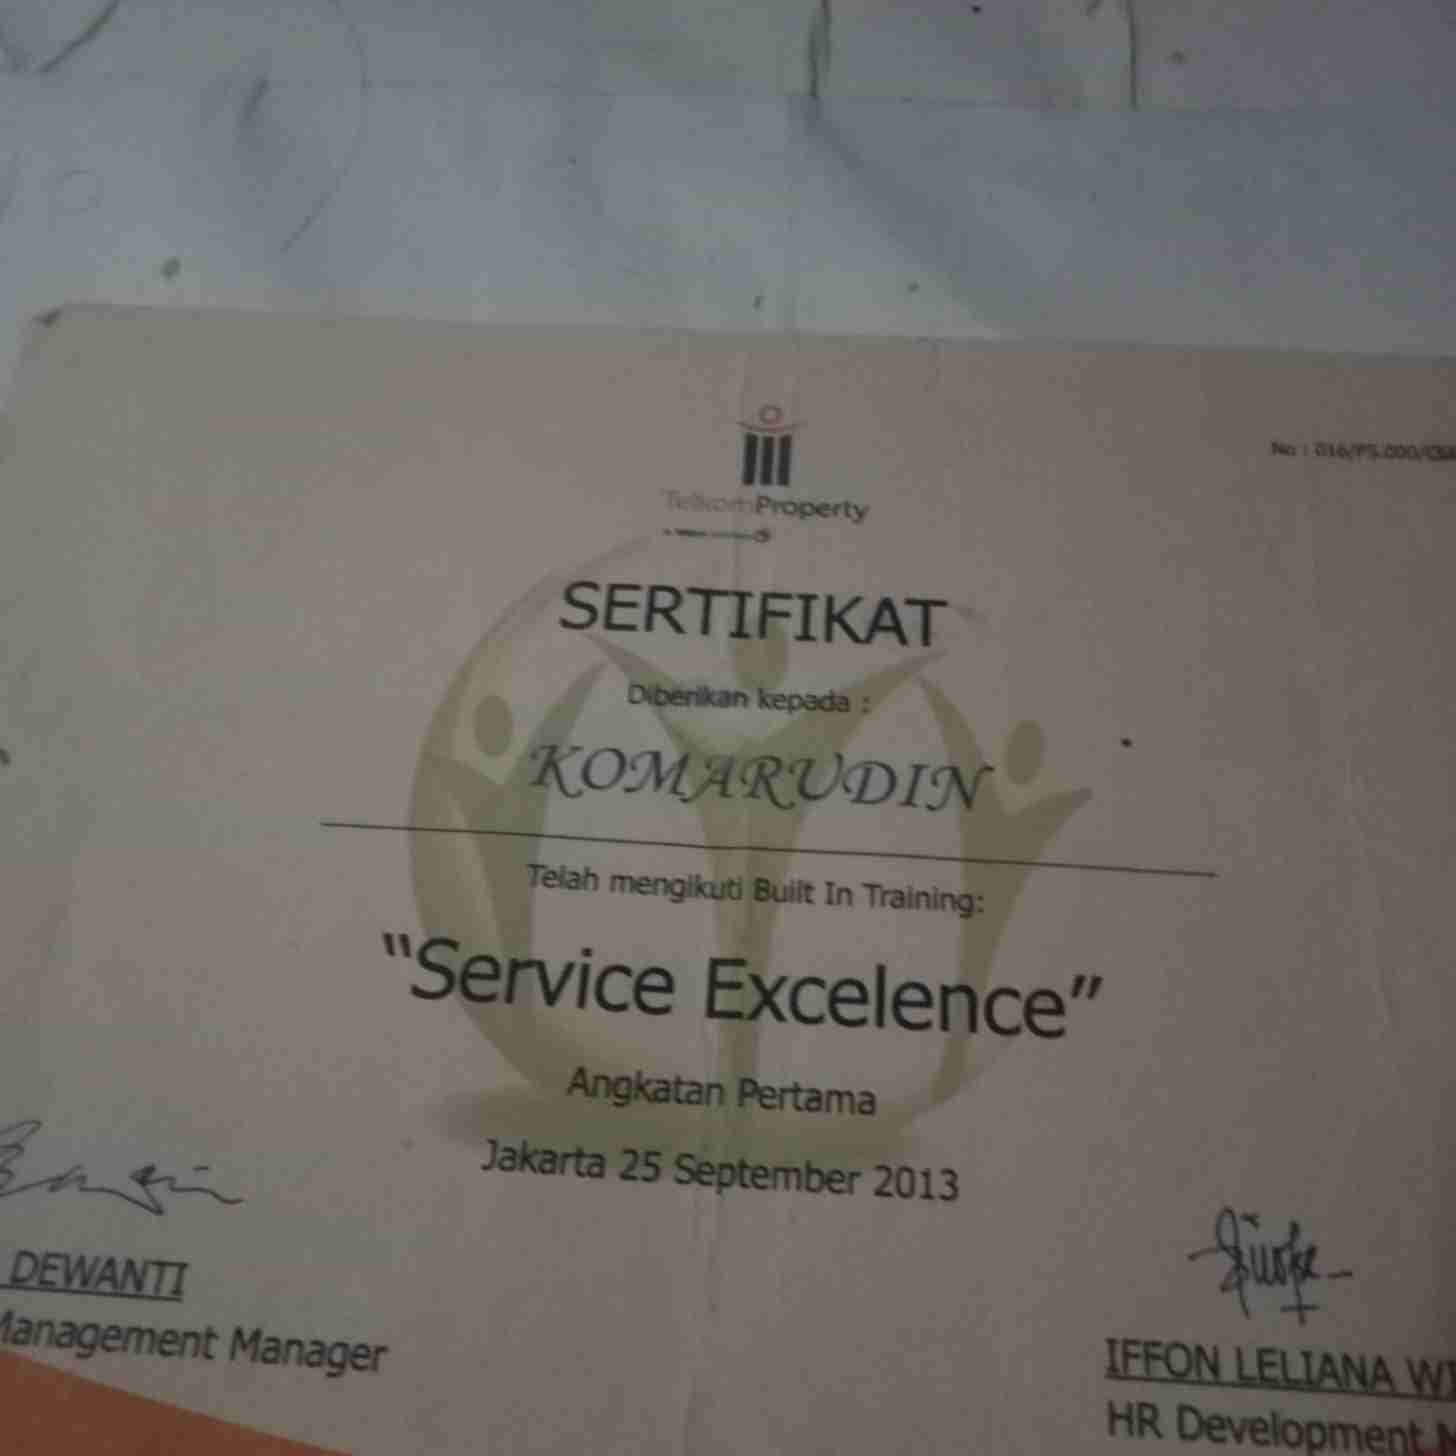 No : 016/PS.000/
TelkomProperty
SERTIFIKAT
Diberikan kepada :
KOMARUDIN
Telah mengikuti Built In Training:
"Service Excelence"
Angkatan Pertama
Jakarta 25 September 2013
DEWANTI
Management Manager
IFFON LELIANA
HR Development